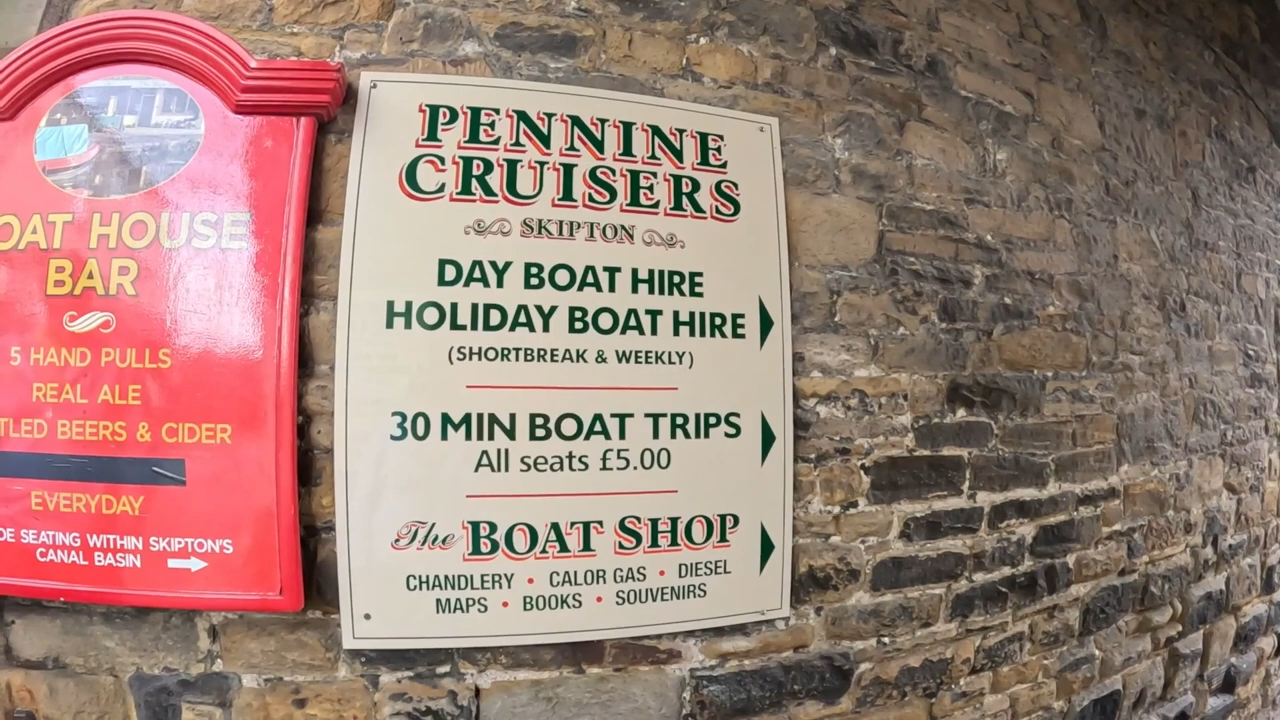 OAT HOUSE
BAR
5 HAND PULLS
REAL ALE
TLED BEERS & CIDER
EVERYDAY
DE SEATING WITHIN SKIPTON'S
CANAL BASIN
PENNINE
CRUISERS
SKIPTON
DAY BOAT HIRE
HOLIDAY BOAT HIRE
(SHORTBREAK & WEEKLY)
30 MIN BOAT TRIPS
All seats £5.00
The BOAT SHOP
CHANDLERY • CALOR GAS • DIESEL
MAPS • BOOKS • SOUVENIRS